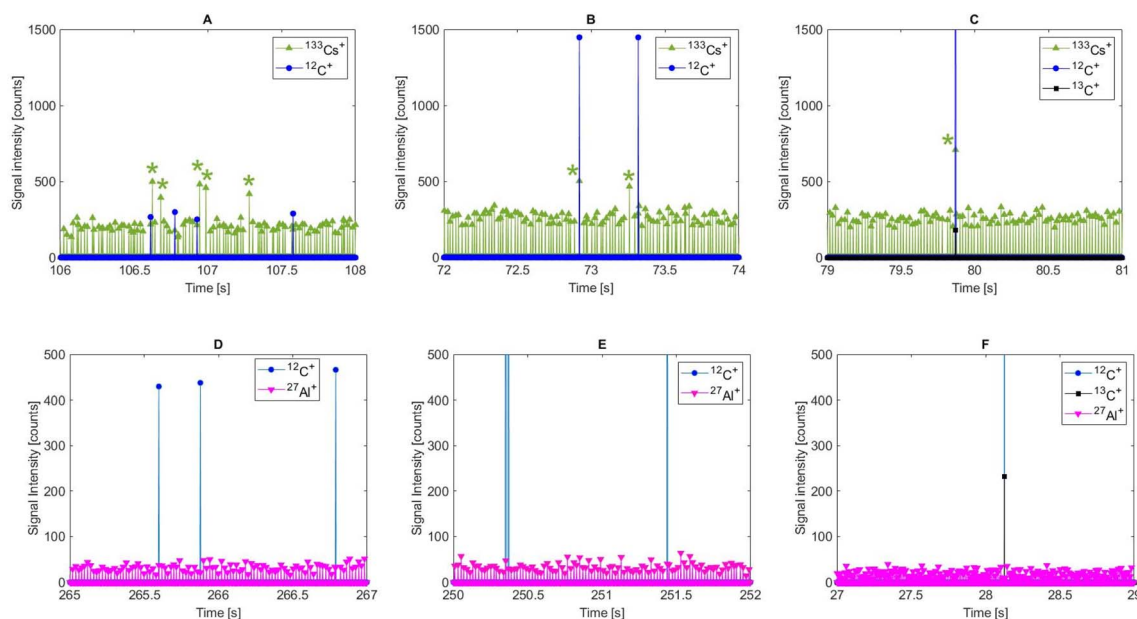 A
Signal intensity [counts]
1500
1000
500
0
133Cs+
12C+
*
*
*
*
*
106
106.5
107
107.5
108
Time [s]
B
Signal intensity [counts]
1500
1000
500
0
133Cs+
12C+
*
*
72
72.5
73
73.5
74
Time [s]
C
Signal intensity [counts]
1500
1000
500
0
133Cs+
12C+
13C+
*
79
79.5
80
80.5
81
Time [s]
D
Signal Intensity [counts]
500
400
300
200
100
0
12C+
27Al+
265
265.5
266
266.5
267
Time [s]
E
Signal Intensity [counts]
500
400
300
200
100
0
12C+
27Al+
250
250.5
251
251.5
252
Time [s]
F
Signal Intensity [counts]
500
400
300
200
100
0
12C+
13C+
27Al+
27
27.5
28
28.5
29
Time [s]